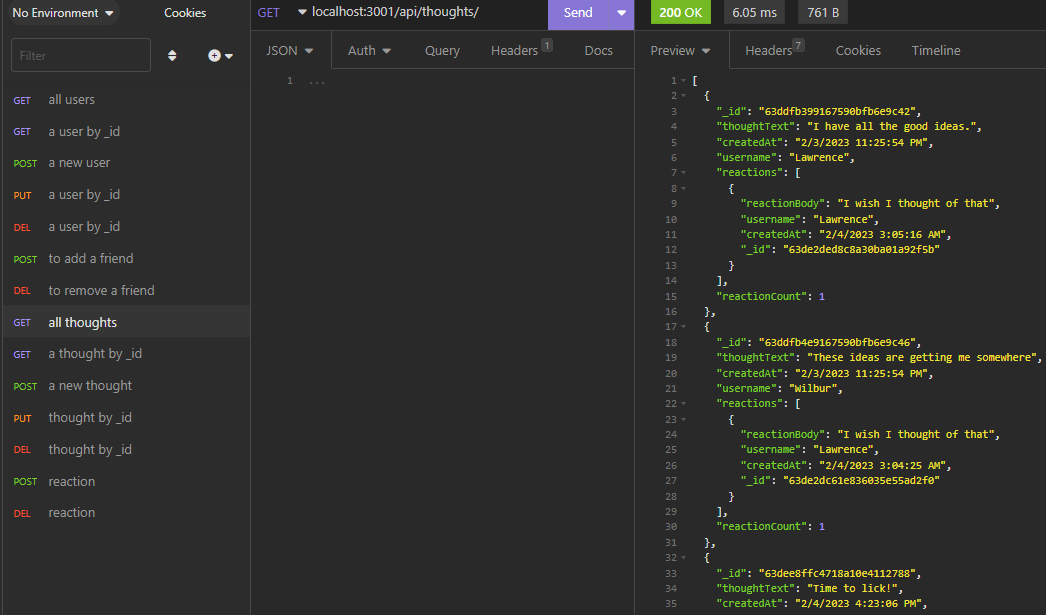 No Environment Cookies
Filter
GET all users
GET a user by _id
POST a new user
PUT a user by _id
DEL a user by _id
POST to add a friend
DEL to remove a friend
GET all thoughts
GET a thought by _id
POST a new thought
PUT thought by _id
DEL thought by _id
POST reaction
DEL reaction
GET localhost:3001/api/thoughts/ Send
JSON Auth Query Headers 1 Docs
1 ...
200 OK 6.05 ms 761 B
Preview Headers 7 Cookies Timeline
1 [
2 {
3 "_id": "63ddfb399167590bfb6e9c42",
4 "thoughtText": "I have all the good ideas.",
5 "createdAt": "2/3/2023 11:25:54 PM",
6 "username": "Lawrence",
7 "reactions": [
8 {
9 "reactionBody": "I wish I thought of that",
10 "username": "Lawrence",
11 "createdAt": "2/4/2023 3:05:16 AM",
12 "_id": "63de2ded8c8a30ba01a92f5b"
13 }
14 ],
15 "reactionCount": 1
16 },
17 {
18 "_id": "63ddfb4e9167590bfb6e9c46",
19 "thoughtText": "These ideas are getting me somewhere",
20 "createdAt": "2/3/2023 11:25:54 PM",
21 "username": "Wilbur",
22 "reactions": [
23 {
24 "reactionBody": "I wish I thought of that",
25 "username": "Lawrence",
26 "createdAt": "2/4/2023 3:04:25 AM",
27 "_id": "63de2dc61e836035e55ad2f0"
28 }
29 ],
30 "reactionCount": 1
31 },
32 {
33 "_id": "63dee8ffc4718a10e4112788",
34 "thoughtText": "Time to lick!",
35 "createdAt": "2/4/2023 4:23:06 PM",